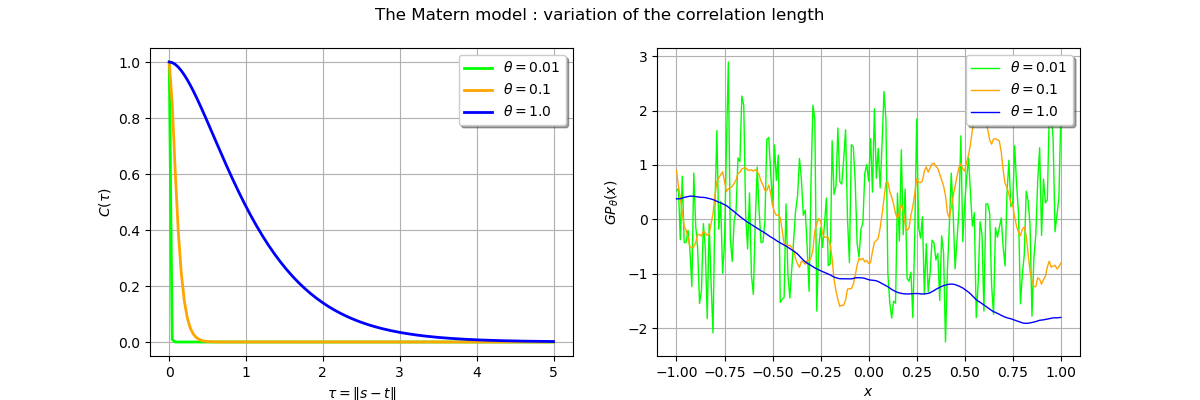 The Matern model : variation of the correlation length
1.0
0.8
0.6
0.4
0.2
0.0
C(τ)
θ = 0.01
θ = 0.1
θ = 1.0
0 1 2 3 4 5
τ = ‖s − t‖
3
2
1
0
−1
−2
GP_θ(x)
θ = 0.01
θ = 0.1
θ = 1.0
−1.00 −0.75 −0.50 −0.25 0.00 0.25 0.50 0.75 1.00
x